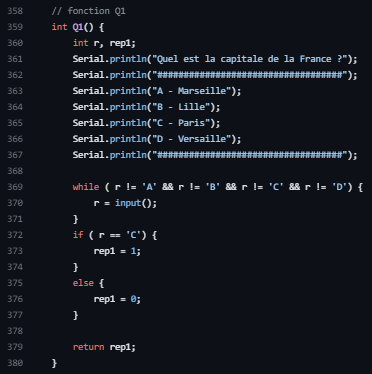 358 // fonction Q1
359 int Q1() {
360 int r, rep1;
361 Serial.println("Quel est la capitale de la France ?");
362 Serial.println("###################################");
363 Serial.println("A - Marseille");
364 Serial.println("B - Lille");
365 Serial.println("C - Paris");
366 Serial.println("D - Versaille");
367 Serial.println("###################################");
368
369 while ( r != 'A' && r != 'B' && r != 'C' && r != 'D') {
370 r = input();
371 }
372 if ( r == 'C') {
373 rep1 = 1;
374 }
375 else {
376 rep1 = 0;
377 }
378
379 return rep1;
380 }